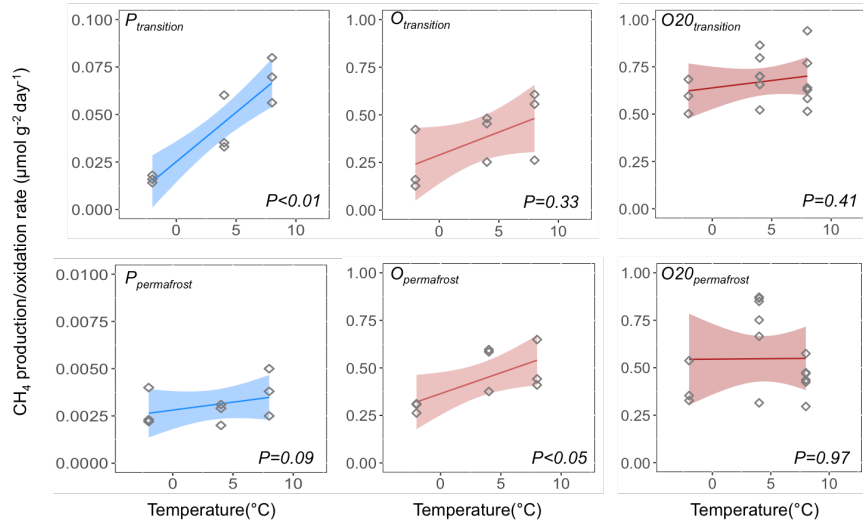 CH4 production/oxidation rate (μmol g-2 day-1)
Ptransition
0.100
0.075
0.050
0.025
0.000
P<0.01
0 5 10
Otransition
1.00
0.75
0.50
0.25
0.00
P=0.33
0 5 10
O20transition
1.00
0.75
0.50
0.25
0.00
P=0.41
0 5 10
Ppermafrost
0.0100
0.0075
0.0050
0.0025
0.0000
P=0.09
0 5 10
Temperature(°C)
Opermafrost
1.00
0.75
0.50
0.25
0.00
P<0.05
0 5 10
Temperature(°C)
O20permafrost
1.00
0.75
0.50
0.25
0.00
P=0.97
0 5 10
Temperature(°C)